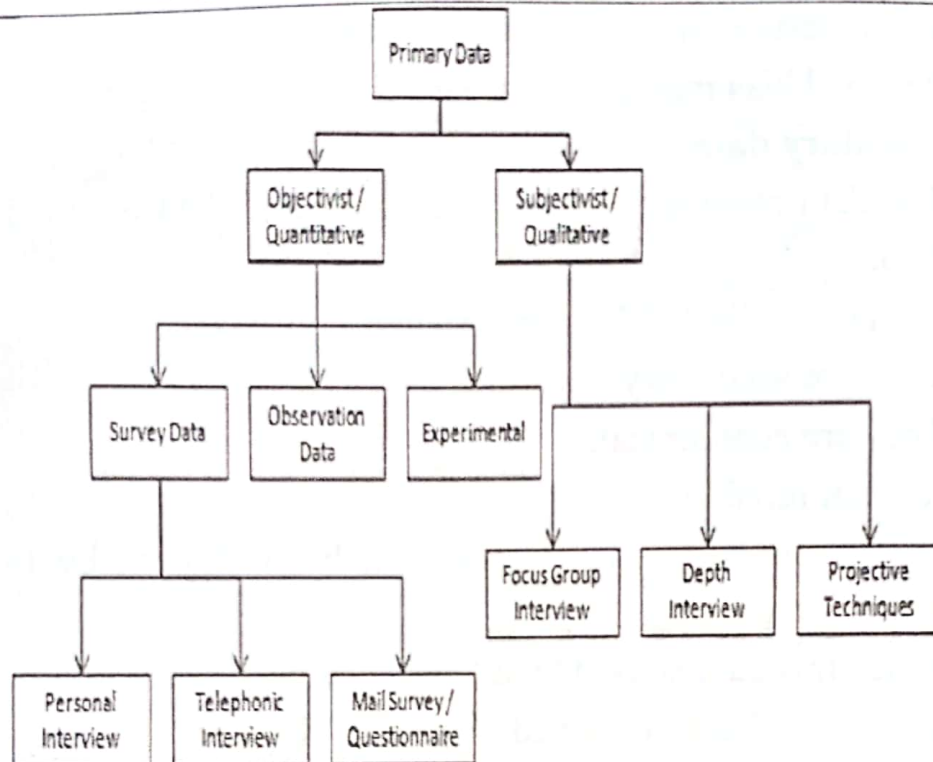 Primary Data
Objectivist /
Quantitative
Subjectivist /
Qualitative
Survey Data
Observation
Data
Experimental
Focus Group
Interview
Depth
Interview
Projective
Techniques
Personal
Interview
Telephonic
Interview
Mail Survey /
Questionnaire